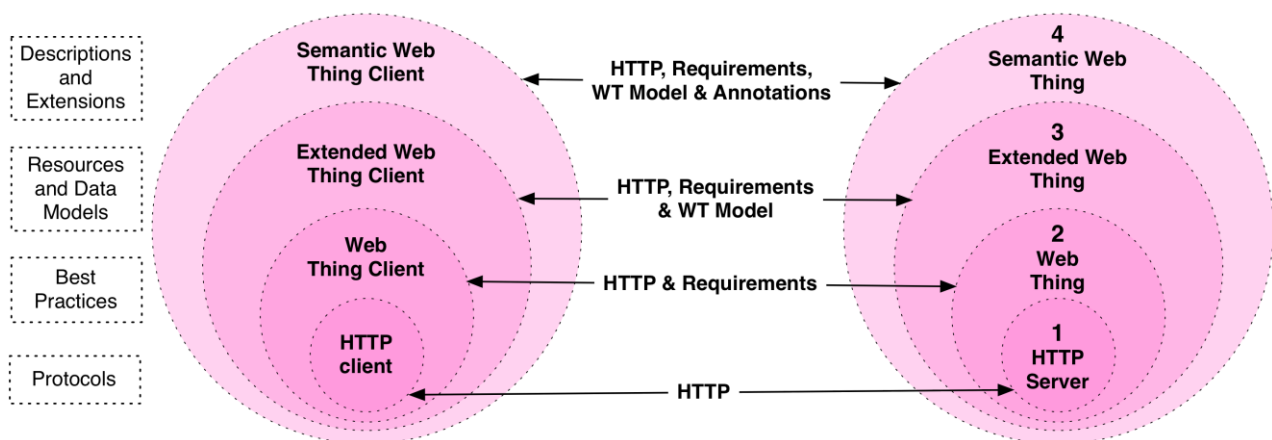 Descriptions
and
Extensions
Resources
and Data
Models
Best
Practices
Protocols
Semantic Web
Thing Client
Extended Web
Thing Client
Web
Thing Client
HTTP
client
HTTP, Requirements,
WT Model & Annotations
HTTP, Requirements
& WT Model
HTTP & Requirements
HTTP
4
Semantic Web
Thing
3
Extended Web
Thing
2
Web
Thing
1
HTTP
Server